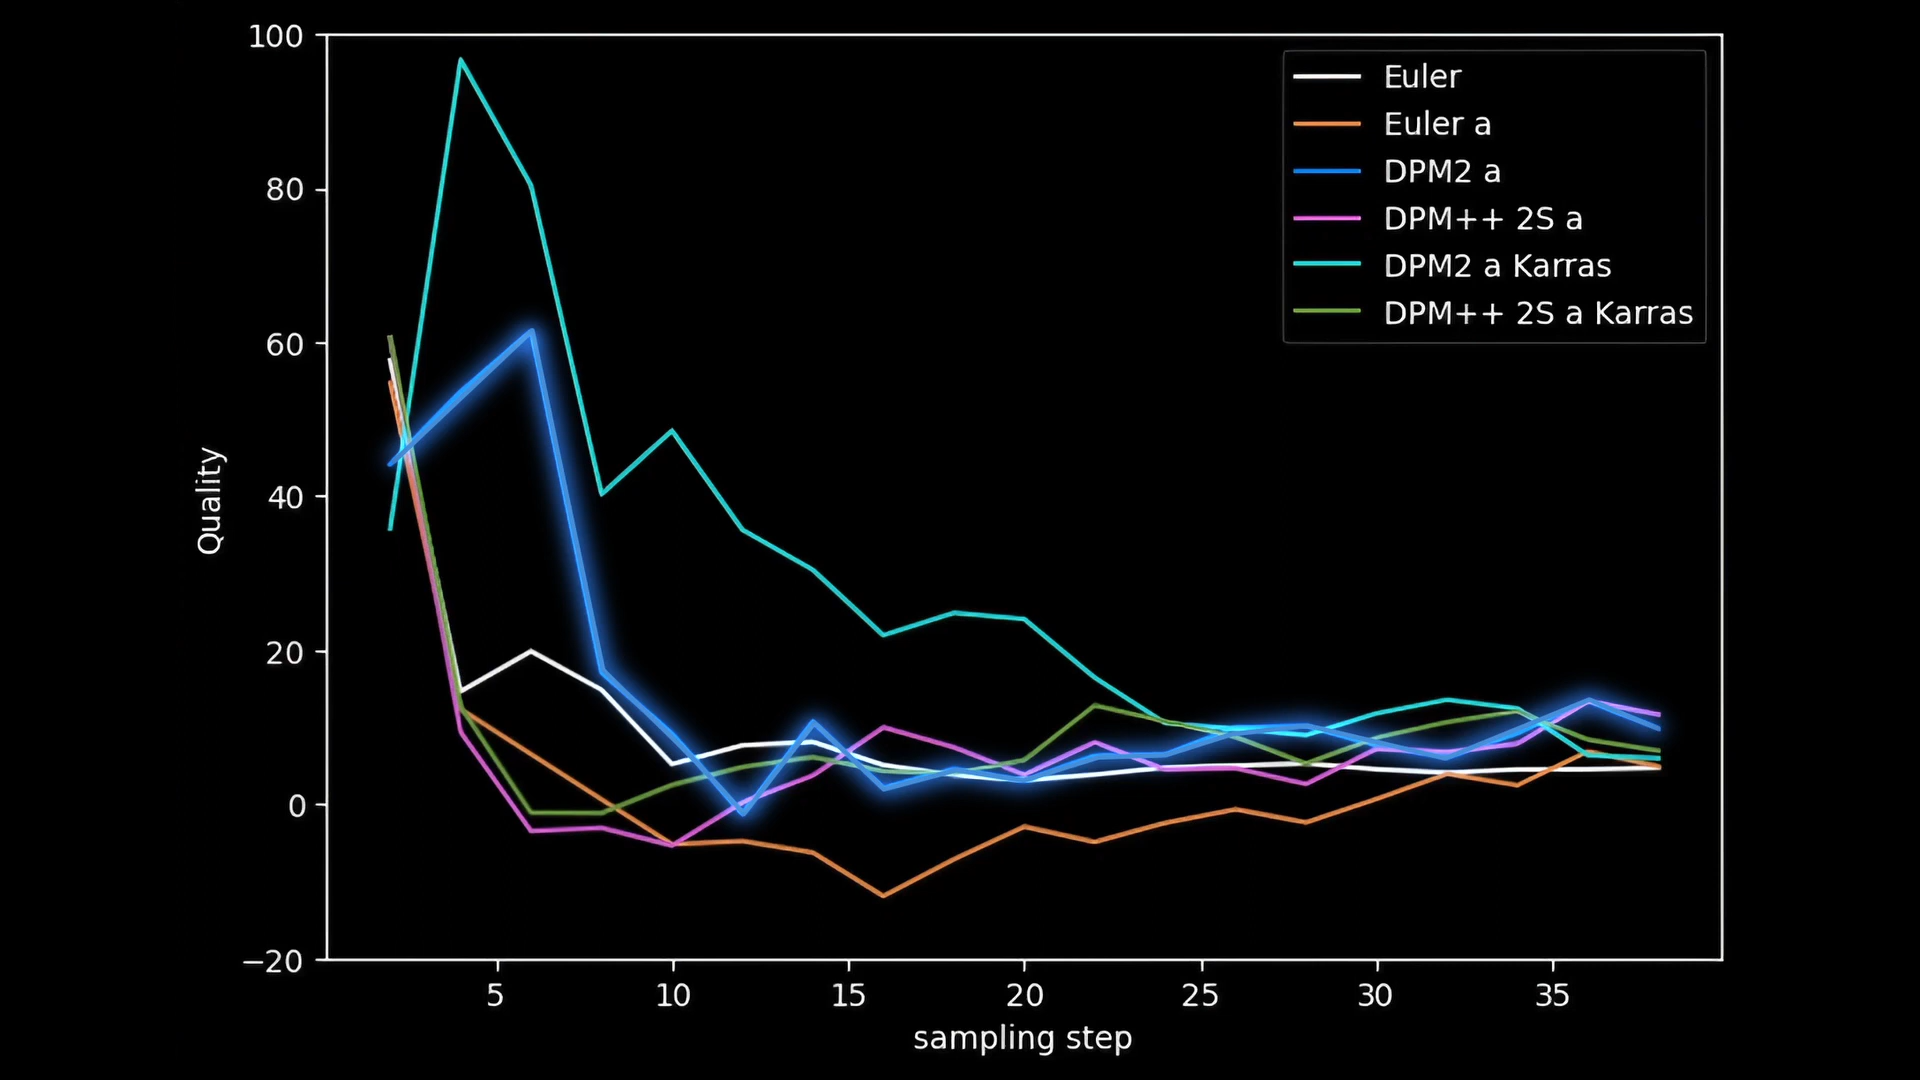 100
80
60
40
20
0
−20
Quality
5 10 15 20 25 30 35
sampling step
Euler
Euler a
DPM2 a
DPM++ 2S a
DPM2 a Karras
DPM++ 2S a Karras